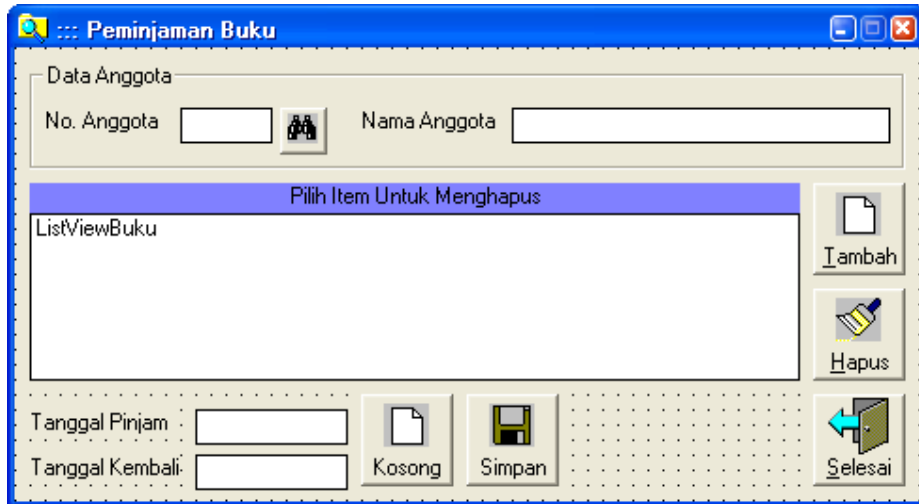 ::: Peminjaman Buku
Data Anggota
No. Anggota
Nama Anggota
Pilih Item Untuk Menghapus
ListViewBuku
Tambah
Hapus
Tanggal Pinjam
Tanggal Kembali
Kosong
Simpan
Selesai